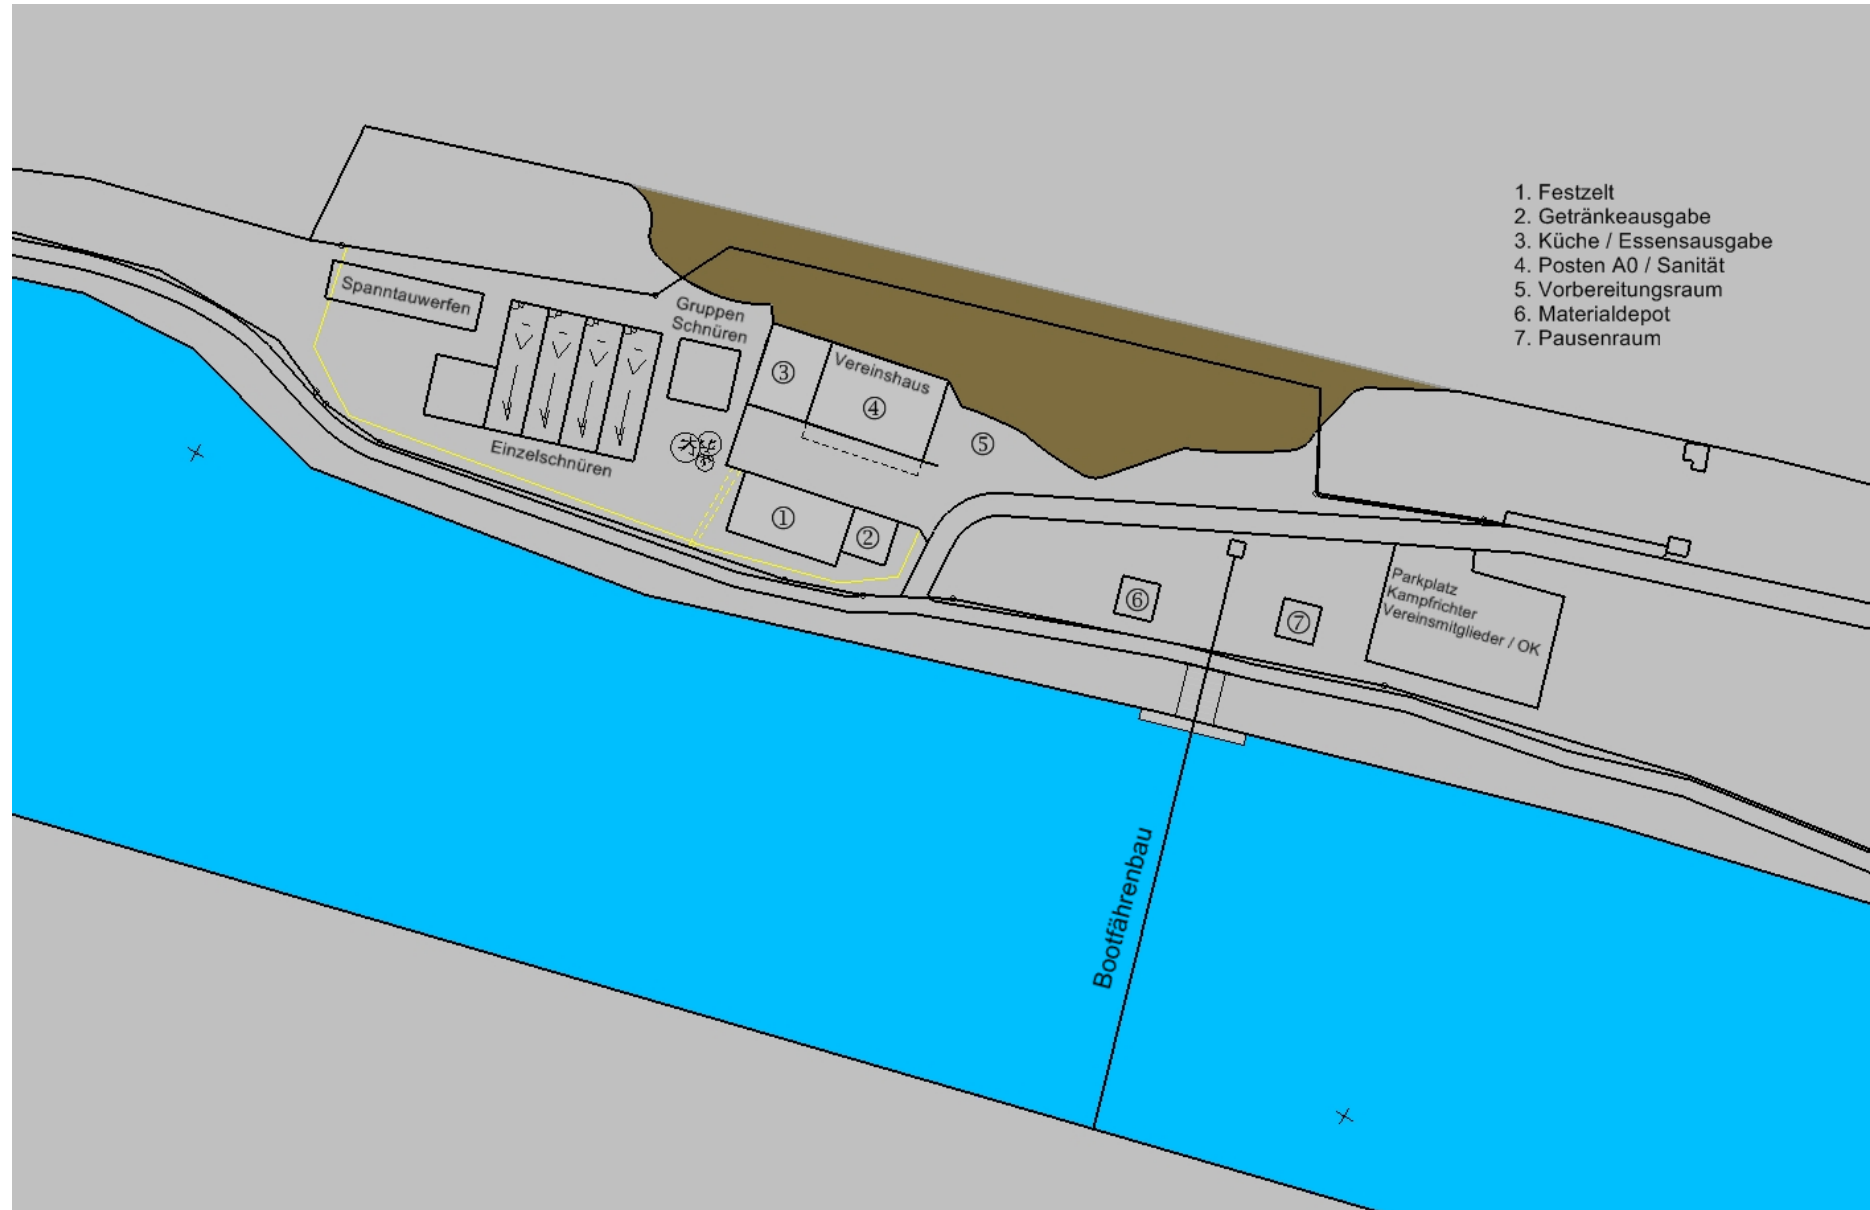 1. Festzelt
2. Getränkeausgabe
3. Küche / Essensausgabe
4. Posten A0 / Sanität
5. Vorbereitungsraum
6. Materialdepot
7. Pausenraum
Spanntauwerfen
Gruppen
Schnüren
Einzelschnüren
③
Vereinshaus
④
⑤
①
②
⑥
⑦
Parkplatz
Kampfrichter
Vereinsmitglieder / OK
Bootfährenbau